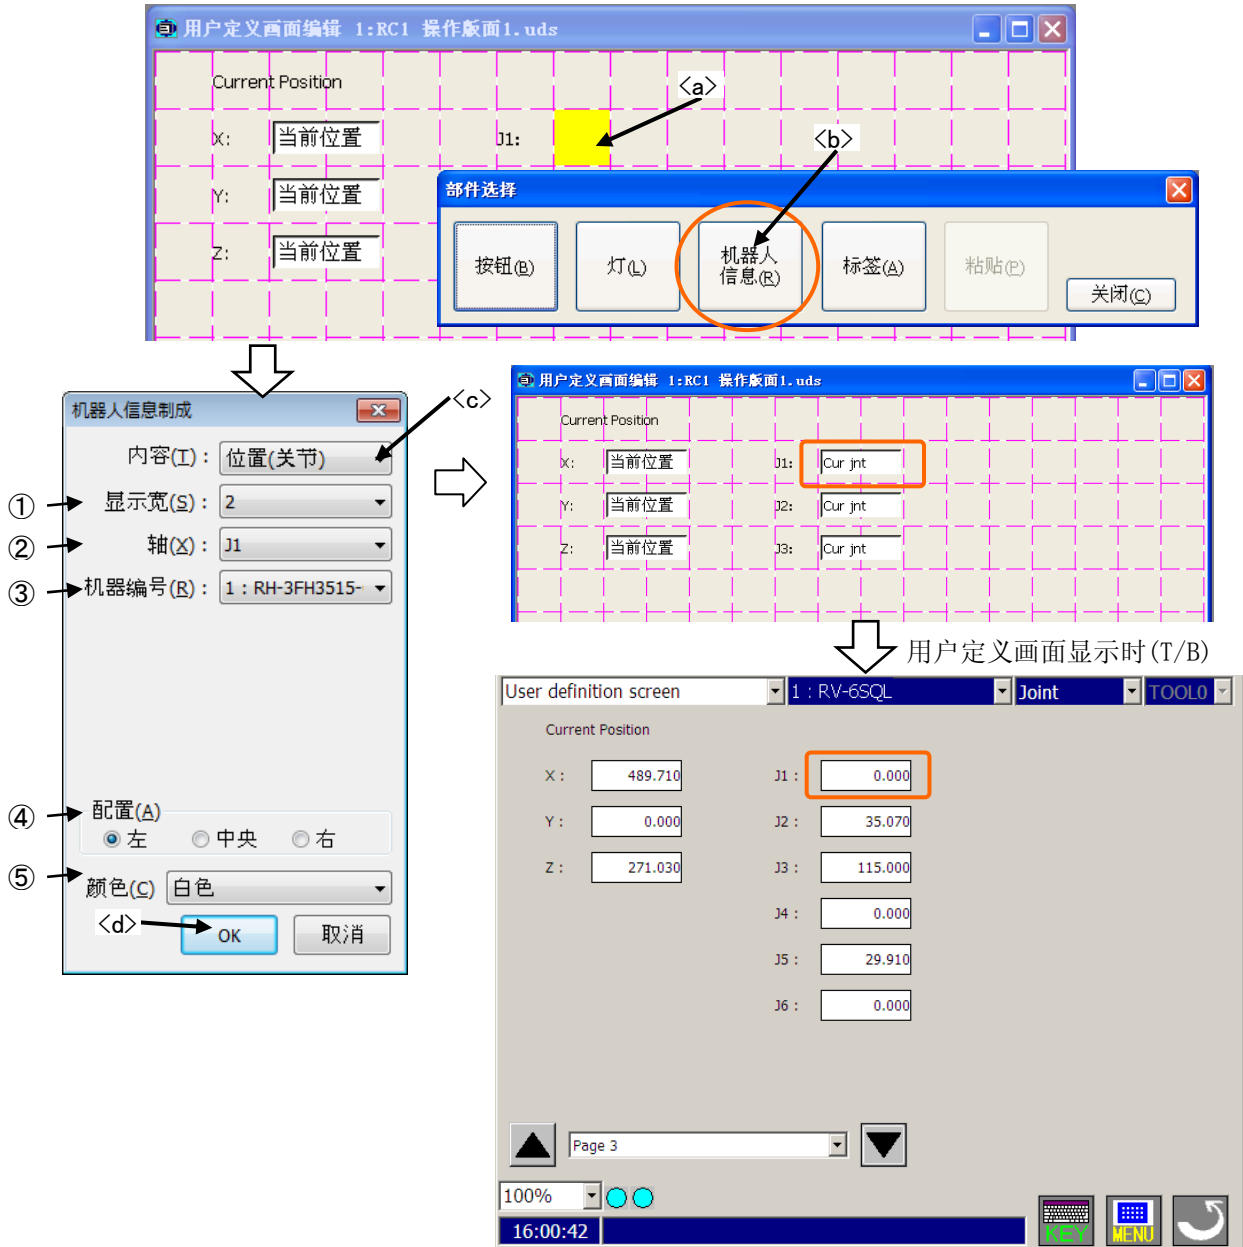 用户定义画面编辑 1:RC1 操作版面1.uds
Current Position
<a>
X: 当前位置 J1:
<b>
Y: 当前位置
Z: 当前位置
部件选择
按钮(B) 灯(L) 机器人信息(R) 标签(A) 粘贴(P) 关闭(C)
机器人信息制成
<c>
内容(T): 位置(关节)
① 显示宽(S): 2
② 轴(X): J1
③ 机器编号(R): 1：RH-3FH3515-
④ 配置(A)
左 中央 右
⑤ 颜色(C) 白色
<d> OK 取消
用户定义画面编辑 1:RC1 操作版面1.uds
Current Position
X: 当前位置 J1: Cur jnt
Y: 当前位置 J2: Cur jnt
Z: 当前位置 J3: Cur jnt
用户定义画面显示时(T/B)
User definition screen 1：RV-6SQL Joint TOOL0
Current Position
X： 489.710 J1： 0.000
Y： 0.000 J2： 35.070
Z： 271.030 J3： 115.000
J4： 0.000
J5： 29.910
J6： 0.000
Page 3
100%
16:00:42
KEY MENU